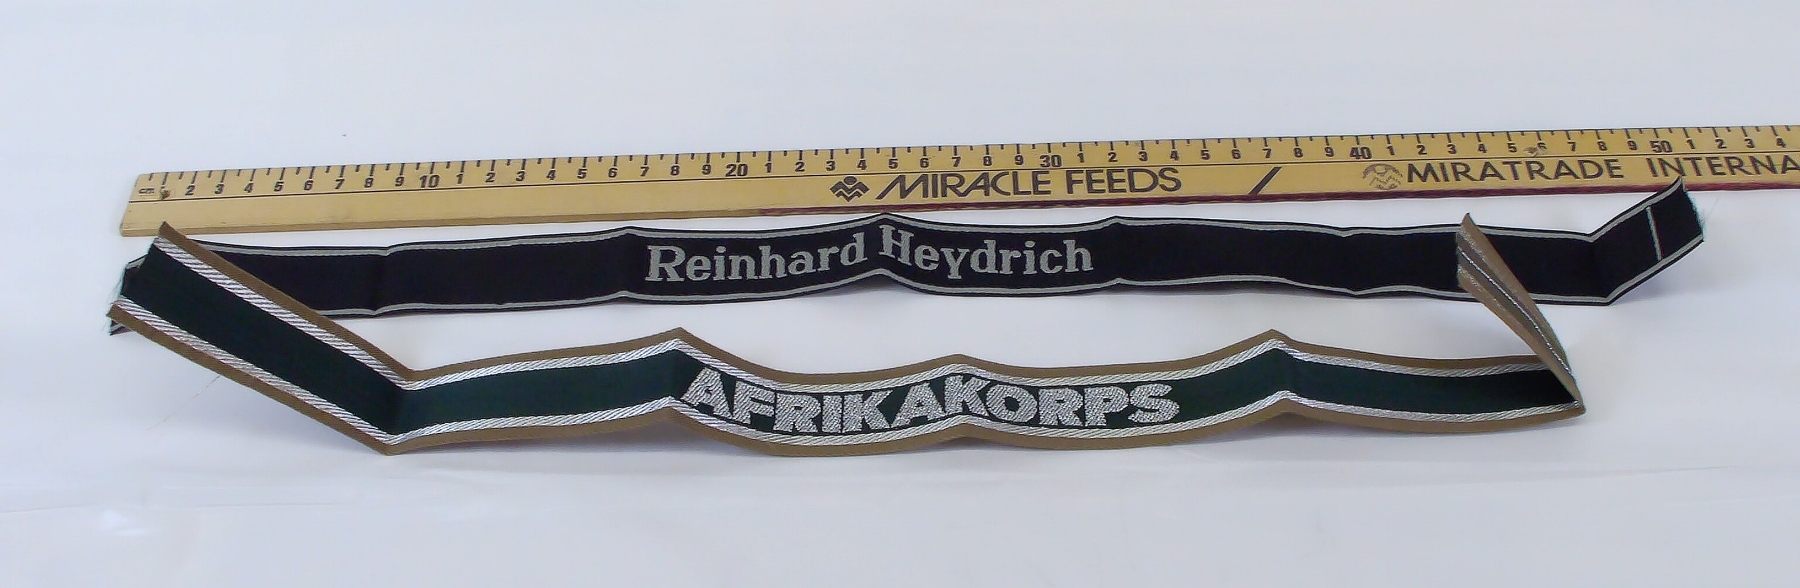 cm 1 2 3 4 5 6 7 8 9 10 1 2 3 4 5 6 7 8 9 20 1 2 3 4 5 6 7 8 9 30 1 2 3 4 5 6 7 8 9 40 1 2 3 4 5 6 7 8 9 50 1 2 3 4
MIRACLE FEEDS / MIRATRADE INTERNA
Reinhard Heydrich
AFRIKAKORPS